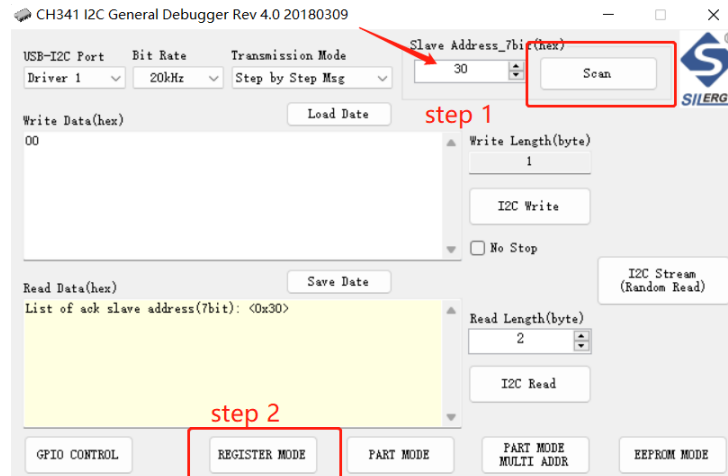 CH341 I2C General Debugger Rev 4.0 20180309
USB-I2C Port
Bit Rate
Transmission Mode
Slave Address_7bit(hex)
Driver 1
20kHz
Step by Step Msg
30
Scan
SILERG
step 1
Write Data(hex)
Load Date
00
Write Length(byte)
1
I2C Write
No Stop
I2C Stream
(Random Read)
Read Data(hex)
Save Date
List of ack slave address(7bit): <0x30>
Read Length(byte)
2
I2C Read
step 2
GPIO CONTROL
REGISTER MODE
PART MODE
PART MODE
MULTI ADDR
EEPROM MODE